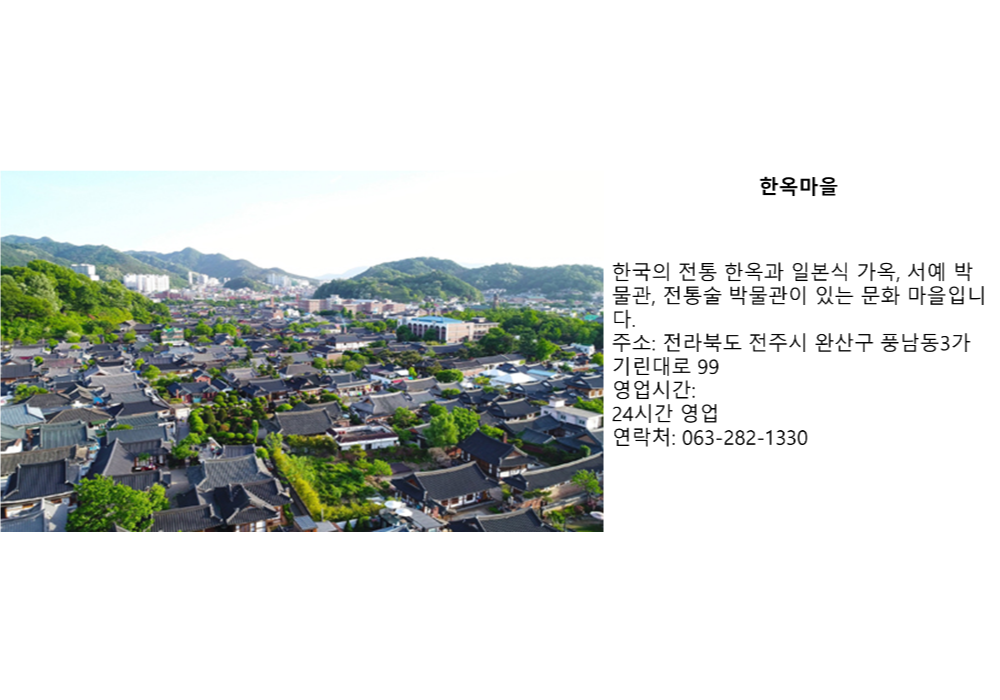 한옥마을
한국의 전통 한옥과 일본식 가옥, 서예 박
물관, 전통술 박물관이 있는 문화 마을입니
다.
주소: 전라북도 전주시 완산구 풍남동3가
기린대로 99
영업시간:
24시간 영업
연락처: 063-282-1330